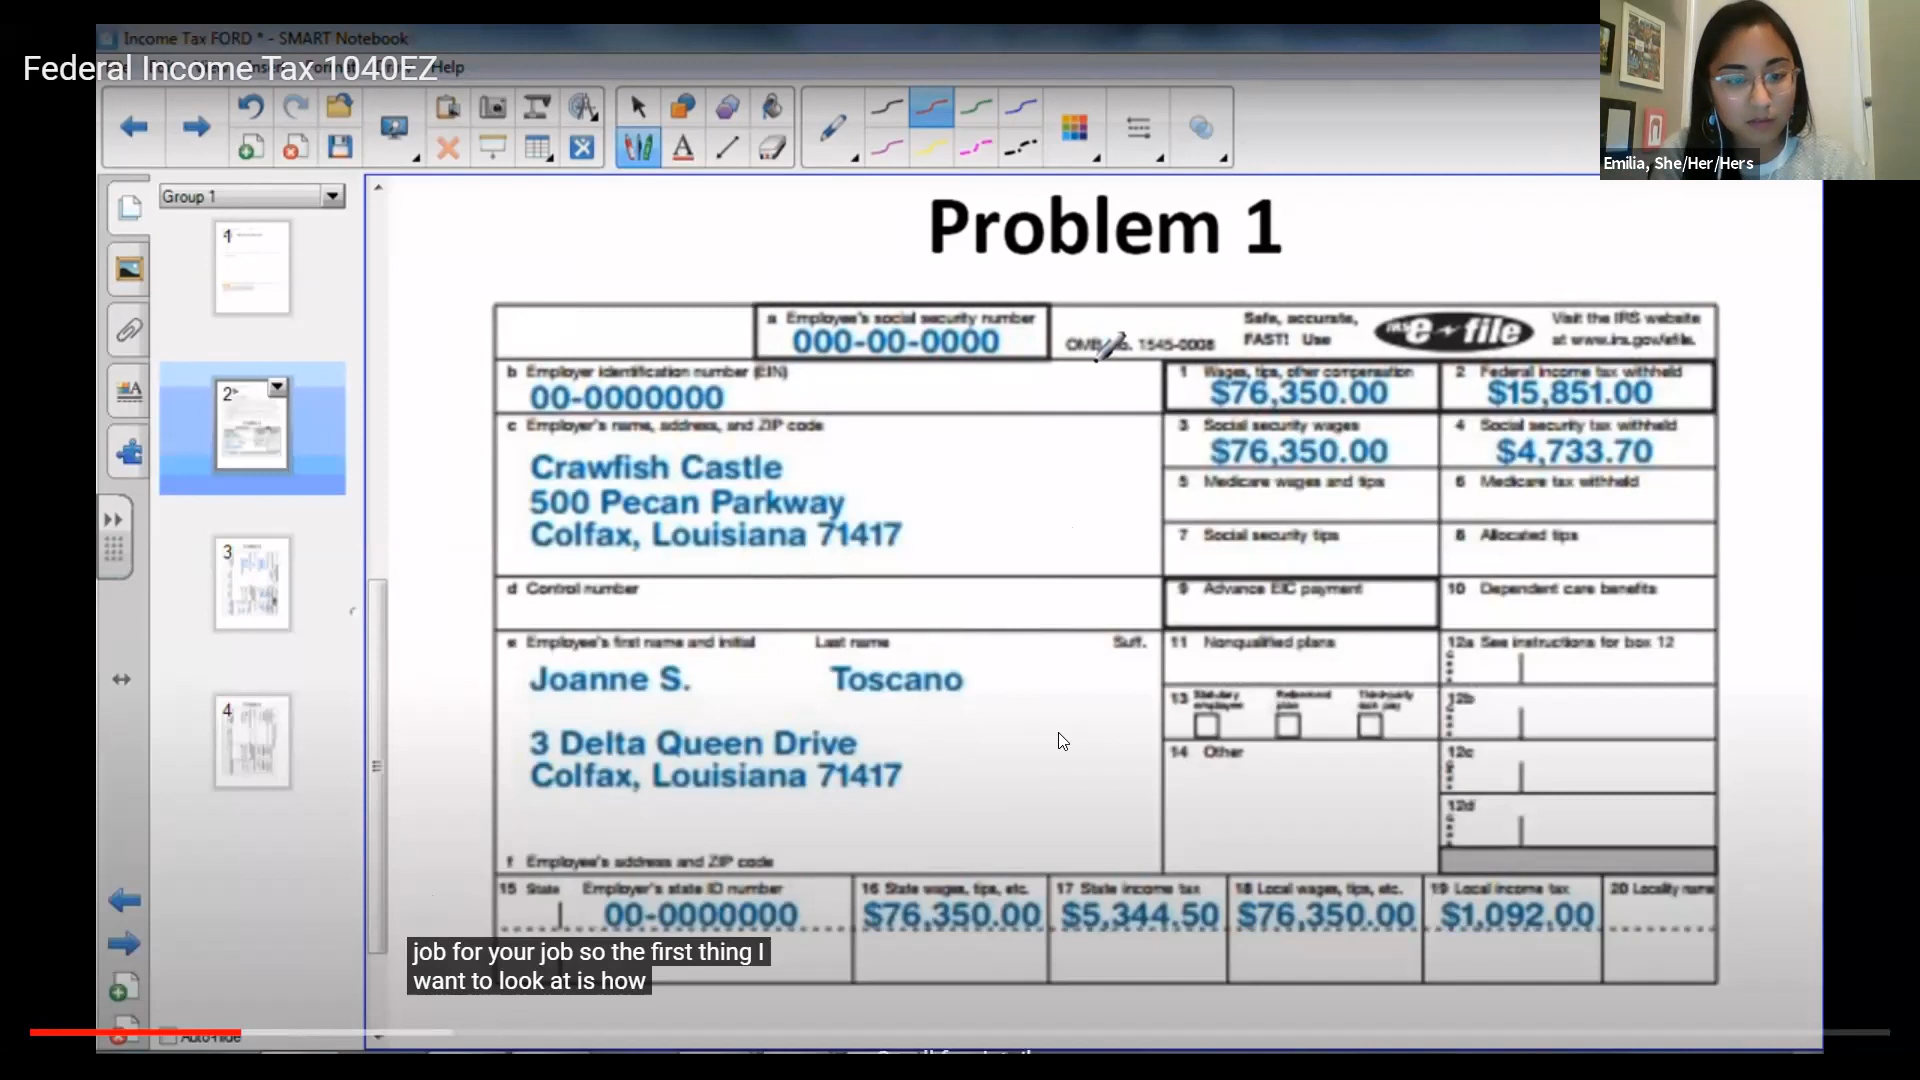 Income Tax FORD * - SMART Notebook
Federal Income Tax 1040EZ
Help
Emilia, She/Her/Hers
Group 1
1
2
3
4
Problem 1
a Employee's social security number
000-00-0000
1545-0008
Safe, accurate,
FAST! Use
IRS e-file
Visit the IRS website
at www.irs.gov/efile.
b Employer identification number (EIN)
00-0000000
1 Wages, tips, other compensation
$76,350.00
2 Federal income tax withheld
$15,851.00
c Employer's name, address, and ZIP code
Crawfish Castle
500 Pecan Parkway
Colfax, Louisiana 71417
3 Social security wages
$76,350.00
4 Social security tax withheld
$4,733.70
5 Medicare wages and tips
6 Medicare tax withheld
7 Social security tips
8 Allocated tips
d Control number
9 Advance EIC payment
10 Dependent care benefits
e Employee's first name and initial Last name Suff.
Joanne S. Toscano
3 Delta Queen Drive
Colfax, Louisiana 71417
f Employee's address and ZIP code
11 Nonqualified plans
12a See instructions for box 12
13 Statutory employee Retirement plan Third-party sick pay
12b
14 Other
12c
12d
15 State Employer's state ID number
00-0000000
16 State wages, tips, etc.
$76,350.00
17 State income tax
$5,344.50
18 Local wages, tips, etc.
$76,350.00
19 Local income tax
$1,092.00
20 Locality name
job for your job so the first thing I
want to look at is how
Auto-hide